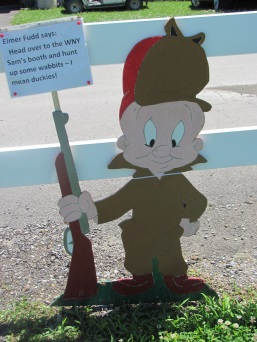 Elmer Fudd says:
Head over to the WNY
Sam's booth and hunt
up some wabbits – I
mean duckies!